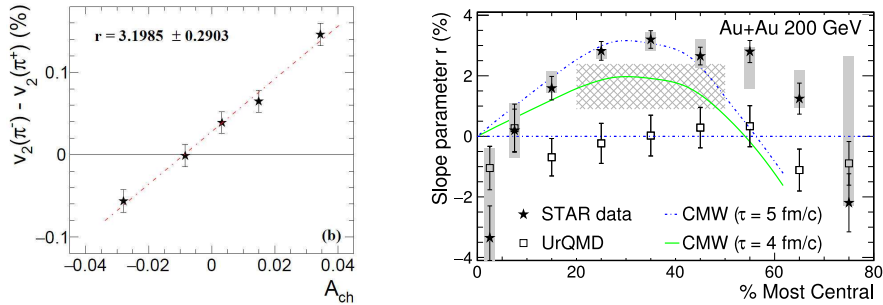 r = 3.1985 ± 0.2903
v2(π-) - v2(π+) (%)
0.1
0
−0.1
−0.04
−0.02
0
0.02
0.04
(b)
Ach
Au+Au 200 GeV
Slope parameter r (%)
4
2
0
−2
−4
STAR data
UrQMD
CMW (τ = 5 fm/c)
CMW (τ = 4 fm/c)
0
20
40
60
80
% Most Central